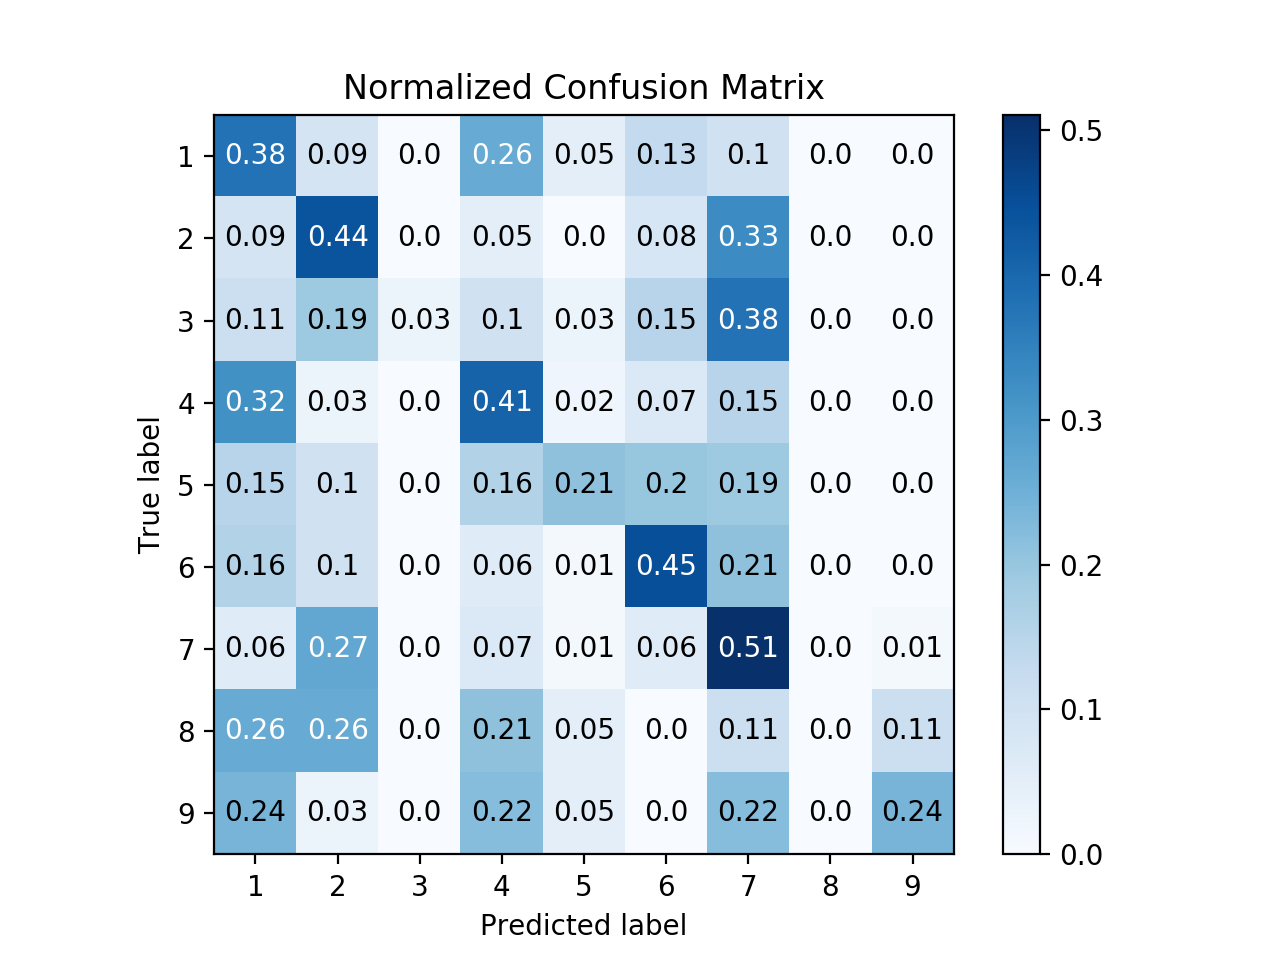 Normalized Confusion Matrix
1 0.38 0.09 0.0 0.26 0.05 0.13 0.1 0.0 0.0
2 0.09 0.44 0.0 0.05 0.0 0.08 0.33 0.0 0.0
3 0.11 0.19 0.03 0.1 0.03 0.15 0.38 0.0 0.0
4 0.32 0.03 0.0 0.41 0.02 0.07 0.15 0.0 0.0
5 0.15 0.1 0.0 0.16 0.21 0.2 0.19 0.0 0.0
6 0.16 0.1 0.0 0.06 0.01 0.45 0.21 0.0 0.0
7 0.06 0.27 0.0 0.07 0.01 0.06 0.51 0.0 0.01
8 0.26 0.26 0.0 0.21 0.05 0.0 0.11 0.0 0.11
9 0.24 0.03 0.0 0.22 0.05 0.0 0.22 0.0 0.24
1 2 3 4 5 6 7 8 9
Predicted label
True label
0.5
0.4
0.3
0.2
0.1
0.0